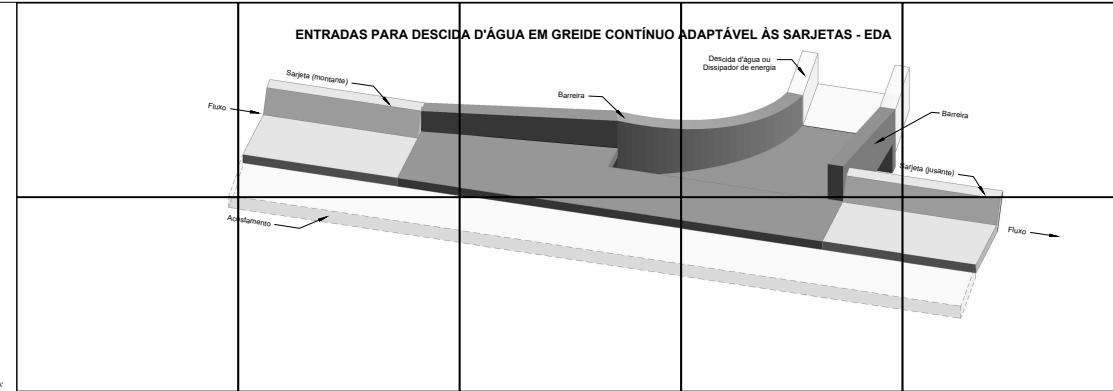 ENTRADAS PARA DESCIDA D'ÁGUA EM GREIDE CONTÍNUO ADAPTÁVEL ÀS SARJETAS - EDA
Descida d'água ou
Dissipador de energia
Sarjeta (montante)
Barreira
Fluxo
Barreira
Sarjeta (jusante)
Acostamento
Fluxo